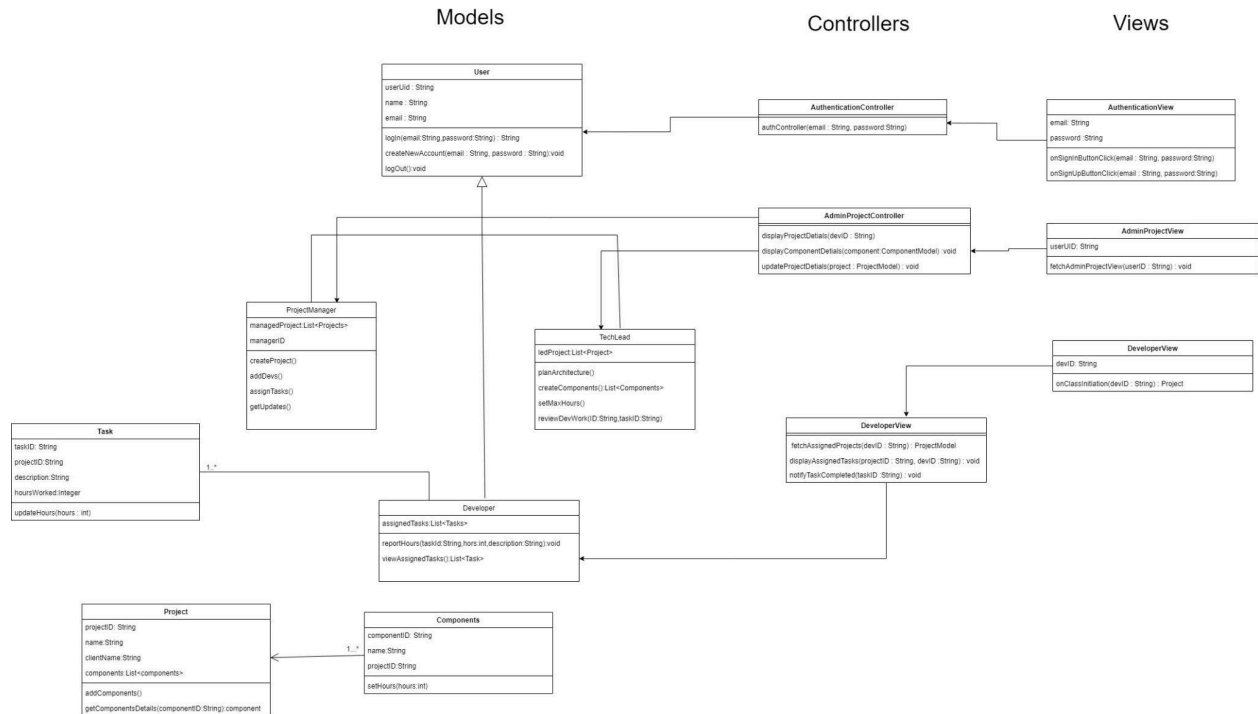 Models
Controllers
Views
User
userUid : String
name : String
email : String
login(email:String,password:String) : String
createNewAccount(email : String, password : String):void
logOut():void
AuthenticationController
authController(email : String, password:String)
AuthenticationView
email: String
password :String
onSignInButtonClick(email : String, password:String)
onSignUpButtonClick(email : String, password:String)
AdminProjectController
displayProjectDetials(devID : String)
displayComponentDetials(component:ComponentModel) : void
updateProjectDetials(project : ProjectModel) : void
AdminProjectView
userUID: String
fetchAdminProjectView(userID : String) : void
ProjectManager
managedProject:List<Projects>
managerID
createProject()
addDevs()
assignTasks()
getUpdates()
TechLead
ledProject:List<Project>
planArchitecture()
createComponents():List<Components>
setMaxHours()
reviewDevWork(ID:String,taskID:String)
DeveloperView
devID: String
onClassInitiation(devID : String) : Project
DeveloperView
fetchAssignedProjects(devID : String) : ProjectModel
displayAssignedTasks(projectID : String, devID :String) : void
notifyTaskCompleted(taskID :String) : void
Task
taskID: String
projectID:String
description:String
hoursWorked:Integer
updateHours(hours : int)
1..*
Developer
assignedTasks:List<Tasks>
reportHours(taskId:String,hors:int,description:String):void
viewAssignedTasks():List<Task>
Project
projectID: String
name:String
clientName:String
components:List<components>
addComponents()
getComponentsDetails(componentID:String):component
1...*
Components
componentID: String
name:String
projectID:String
setHours(hours:int)